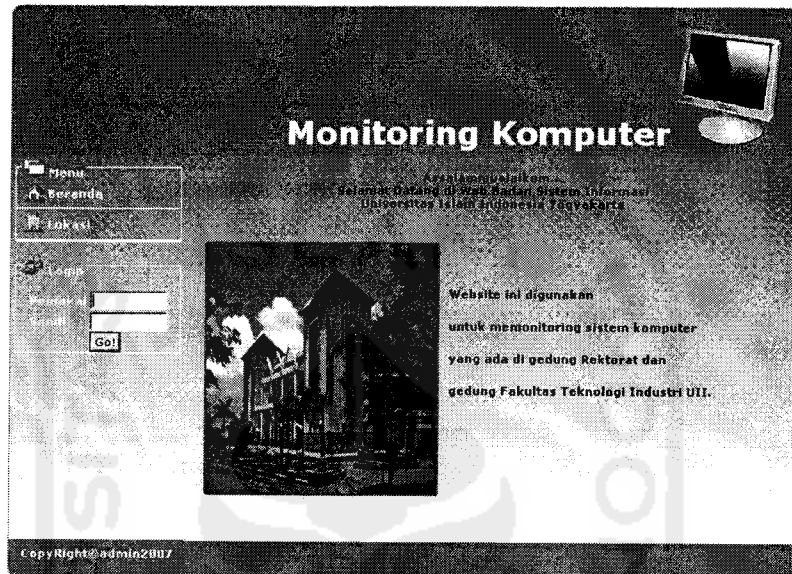 Monitoring Komputer
Menu
Beranda
Lokasi
Login
Go!
Selamat Datang di Web Badan Sistem Informasi
Universitas Islam Indonesia Yogyakarta
Website ini digunakan
untuk memonitoring sistem komputer
yang ada di gedung Rektorat dan
gedung Fakultas Teknologi Industri UII.
CopyRight©admin2007